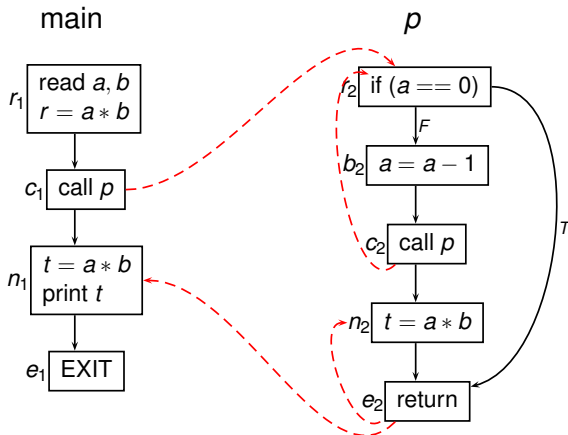 main
r1
read a, b
r = a ∗ b
c1
call p
n1
t = a ∗ b
print t
e1
EXIT
p
r2
if (a == 0)
F
b2
a = a − 1
c2
call p
T
n2
t = a ∗ b
e2
return